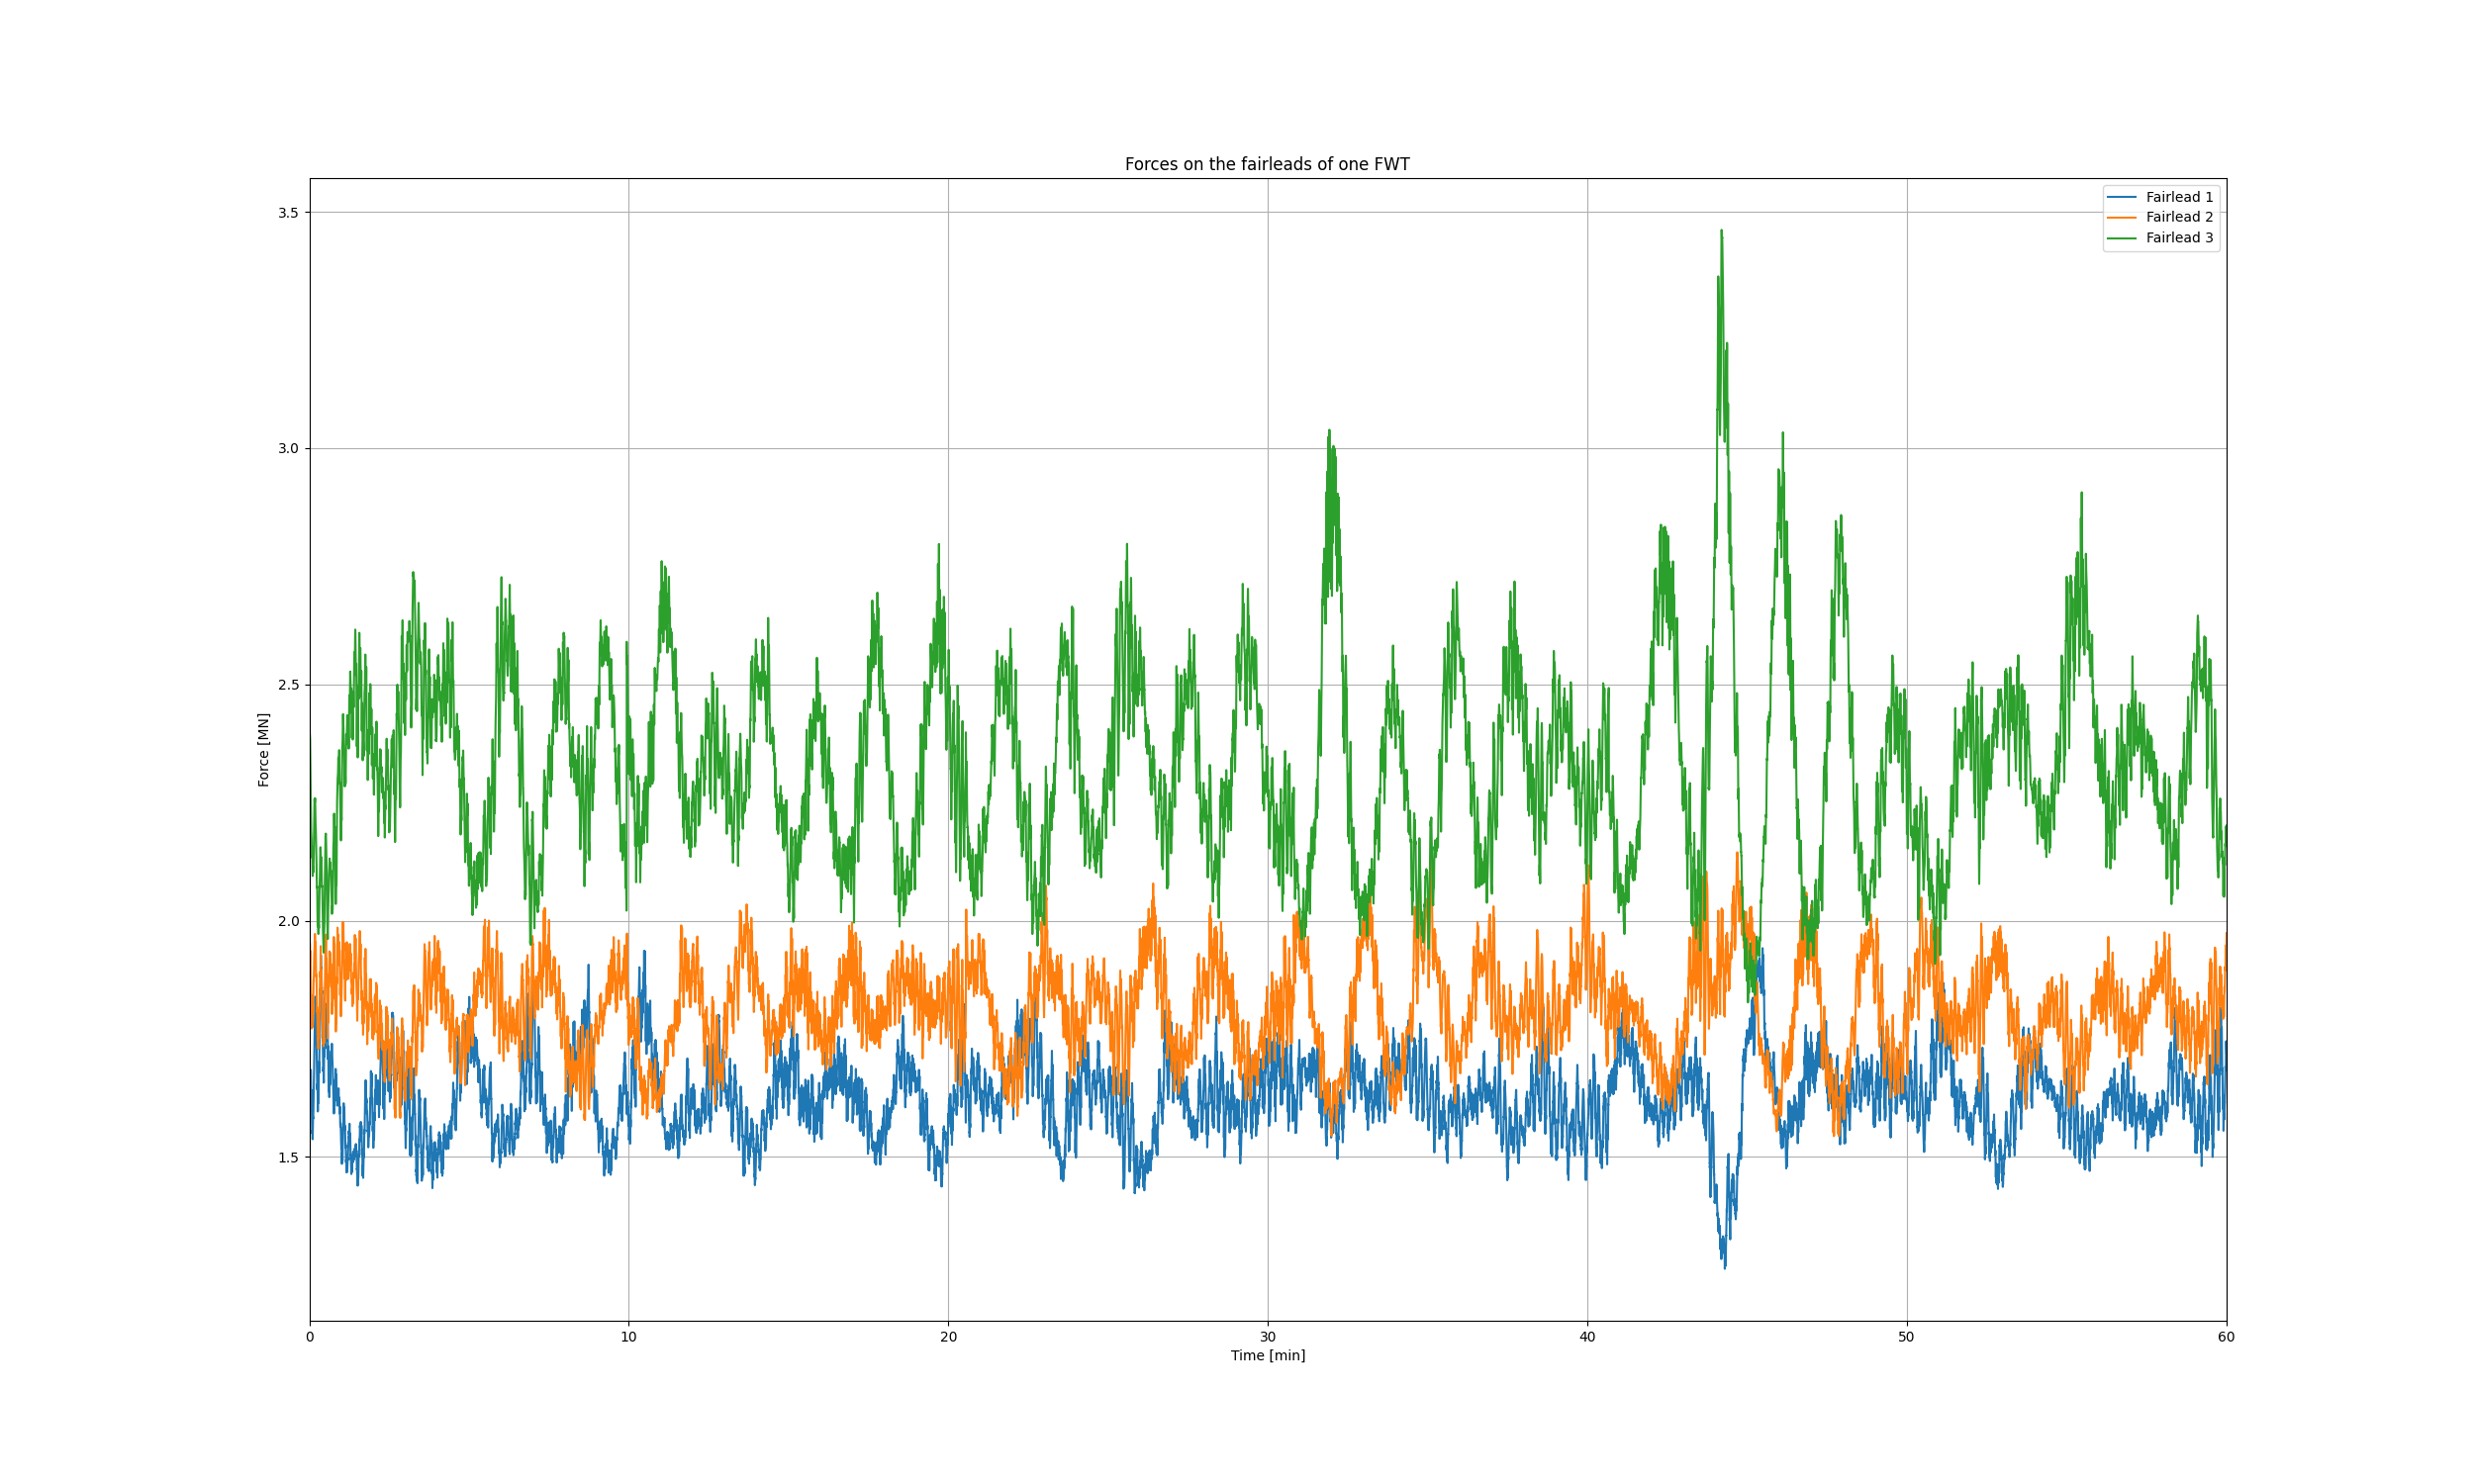 Forces on the fairleads of one FWT
Fairlead 1
Fairlead 2
Fairlead 3
3.5
3.0
2.5
2.0
1.5
Force [MN]
0 10 20 30 40 50 60
Time [min]